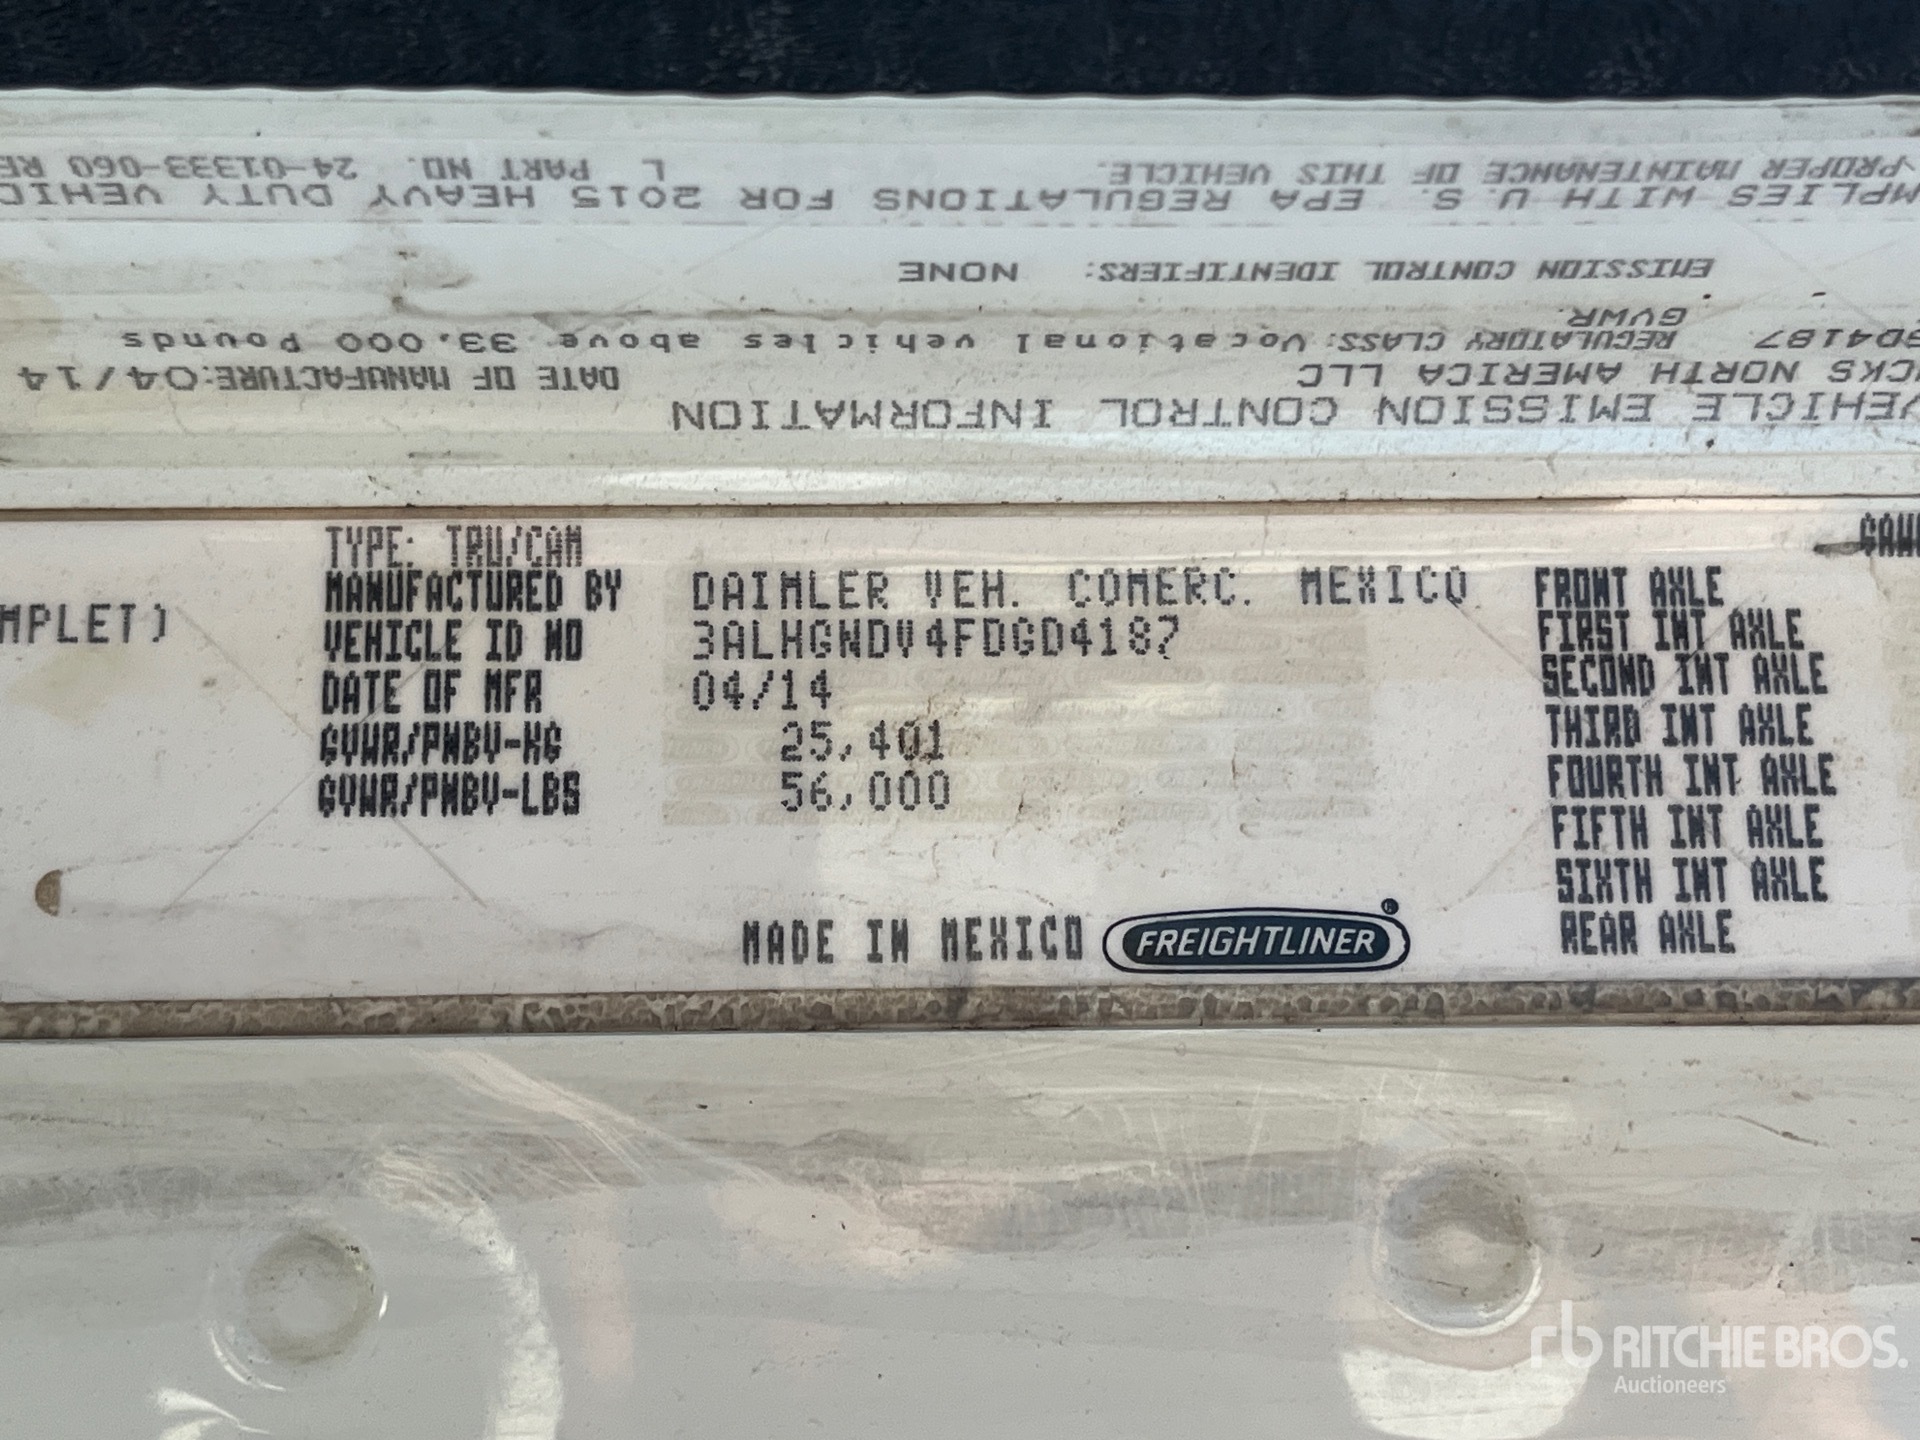 VEHICLE EMISSION CONTROL INFORMATION
CKS NORTH AMERICA LLC DATE OF MANUFACTURE:04/14
GD4187 REGULATORY CLASS: Vocational vehicles above 33,000 Pounds
GVWR.
EMISSION CONTROL IDENTIFIERS: NONE
MPLIES WITH U.S. EPA REGULATIONS FOR 2015 HEAVY DUTY VEHIC
PROPER MAINTENANCE OF THIS VEHICLE. L PART NO. 24-01333-060 RE
MPLET)
TYPE: TRU/CAM
MANUFACTURED BY DAIMLER VEH. COMERC. MEXICO
VEHICLE ID NO 3ALHGNDV4FDGD4187
DATE OF MFR 04/14
GVWR/PNBV-KG 25,401
GVWR/PNBV-LBS 56,000
MADE IN MEXICO FREIGHTLINER®
GAW
FRONT AXLE
FIRST INT AXLE
SECOND INT AXLE
THIRD INT AXLE
FOURTH INT AXLE
FIFTH INT AXLE
SIXTH INT AXLE
REAR AXLE
rb RITCHIE BROS.
Auctioneers